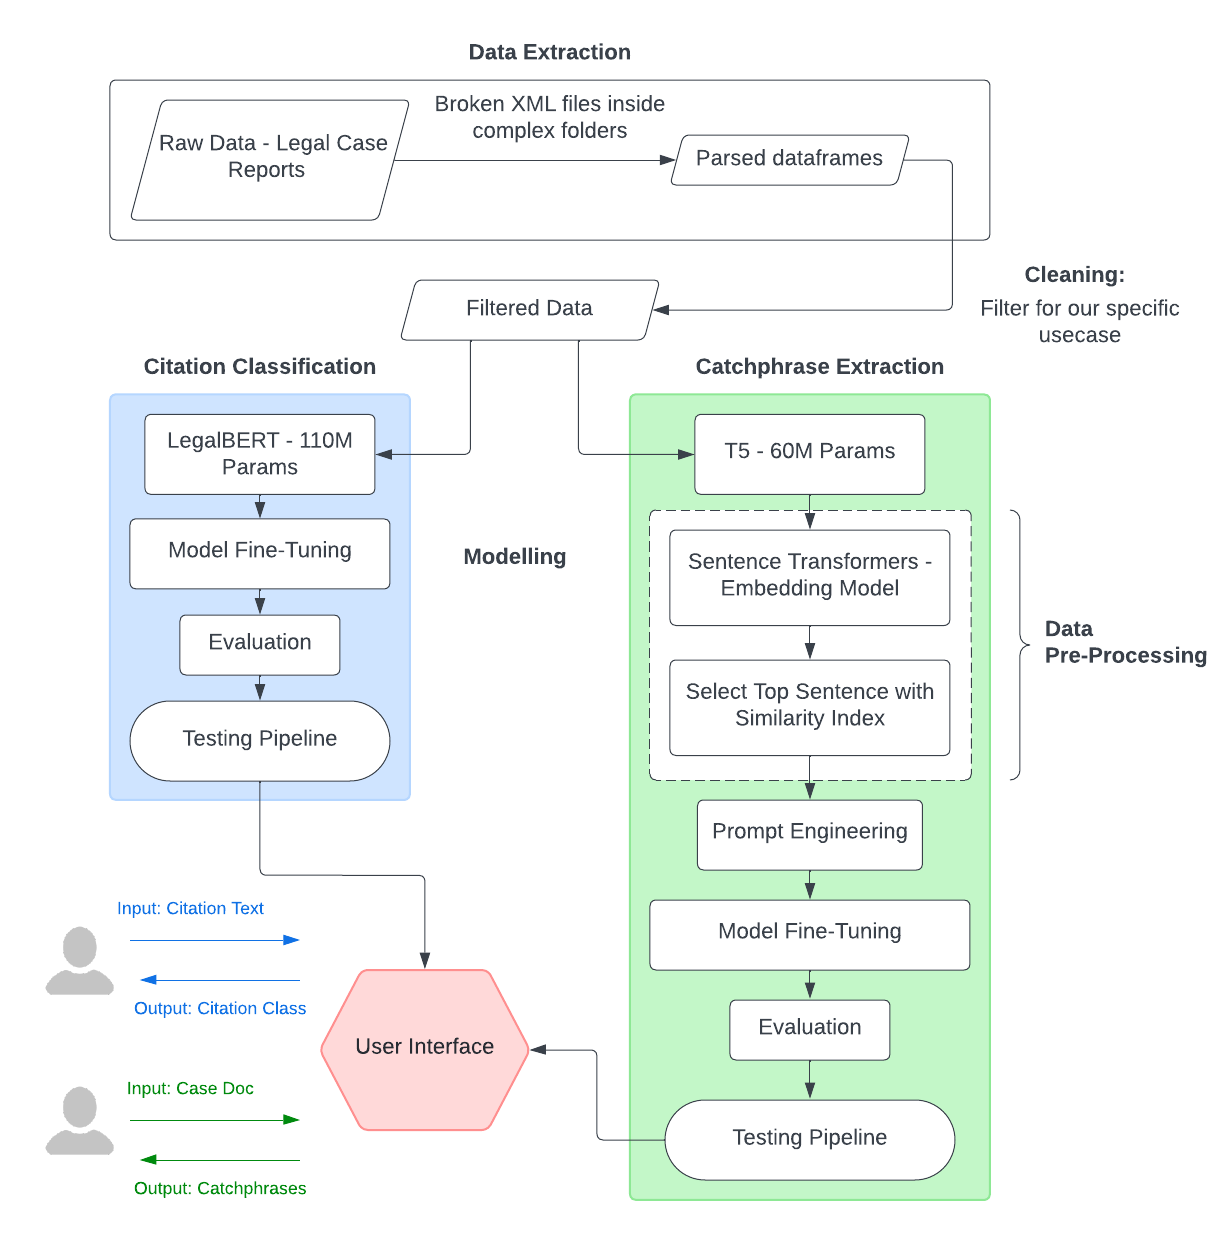 Data Extraction
Broken XML files inside
complex folders
Raw Data - Legal Case
Reports
Parsed dataframes
Cleaning:
Filter for our specific
usecase
Filtered Data
Citation Classification
LegalBERT - 110M
Params
Model Fine-Tuning
Evaluation
Testing Pipeline
Modelling
Catchphrase Extraction
T5 - 60M Params
Sentence Transformers -
Embedding Model
Select Top Sentence with
Similarity Index
Data
Pre-Processing
Prompt Engineering
Model Fine-Tuning
Evaluation
Testing Pipeline
Input: Citation Text
Output: Citation Class
User Interface
Input: Case Doc
Output: Catchphrases